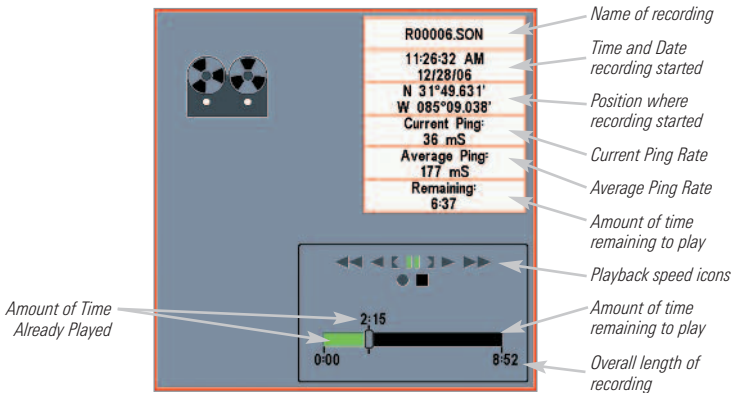 R00006.SON
11:26:32 AM
12/28/06
N 31°49.631'
W 085°09.038'
Current Ping:
36 mS
Average Ping:
177 mS
Remaining:
6:37
2:15
0:00
8:52
Name of recording
Time and Date
recording started
Position where
recording started
Current Ping Rate
Average Ping Rate
Amount of time
remaining to play
Playback speed icons
Amount of time
remaining to play
Overall length of
recording
Amount of Time
Already Played